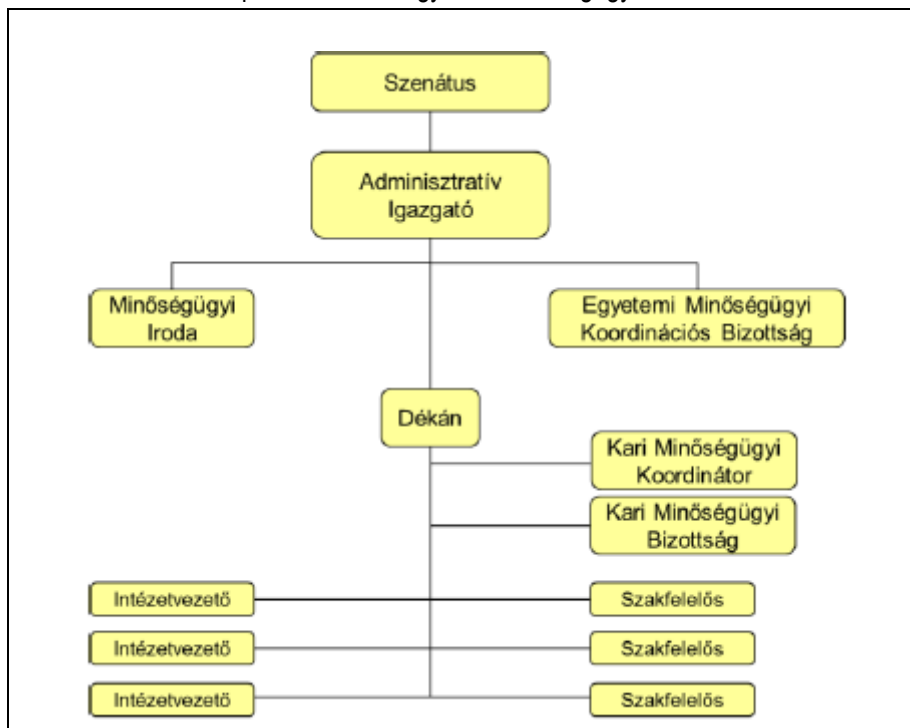 Szenátus
Adminisztratív
Igazgató
Minőségügyi
Iroda
Egyetemi Minőségügyi
Koordinációs Bizottság
Dékán
Kari Minőségügyi
Koordinátor
Kari Minőségügyi
Bizottság
Intézetvezető
Szakfelelős
Intézetvezető
Szakfelelős
Intézetvezető
Szakfelelős